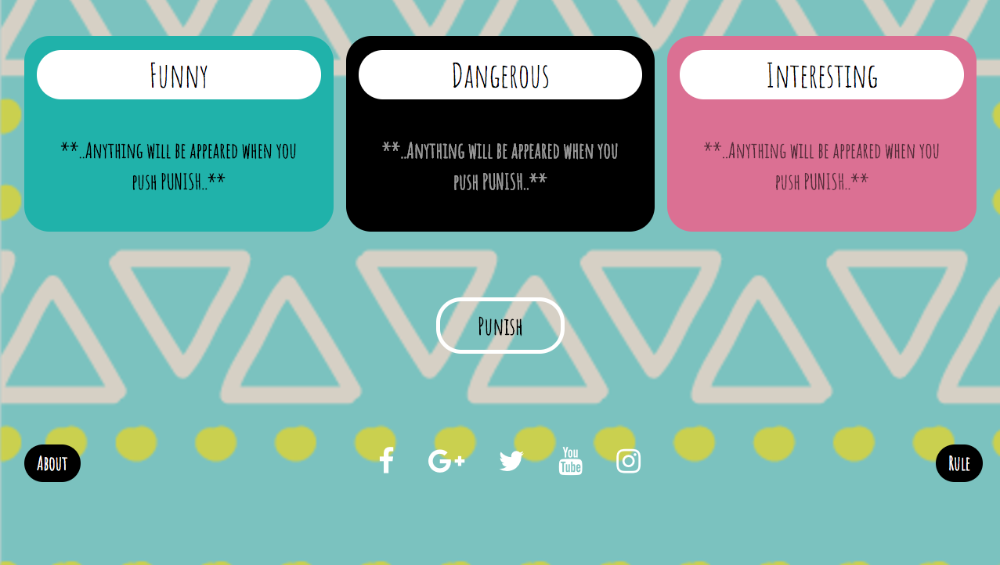 Funny
Dangerous
Interesting
**..Anything will be appeared when you
push PUNISH..**
**..Anything will be appeared when you
push PUNISH..**
**..Anything will be appeared when you
push PUNISH..**
Punish
About
G+
You
Tube
Rule